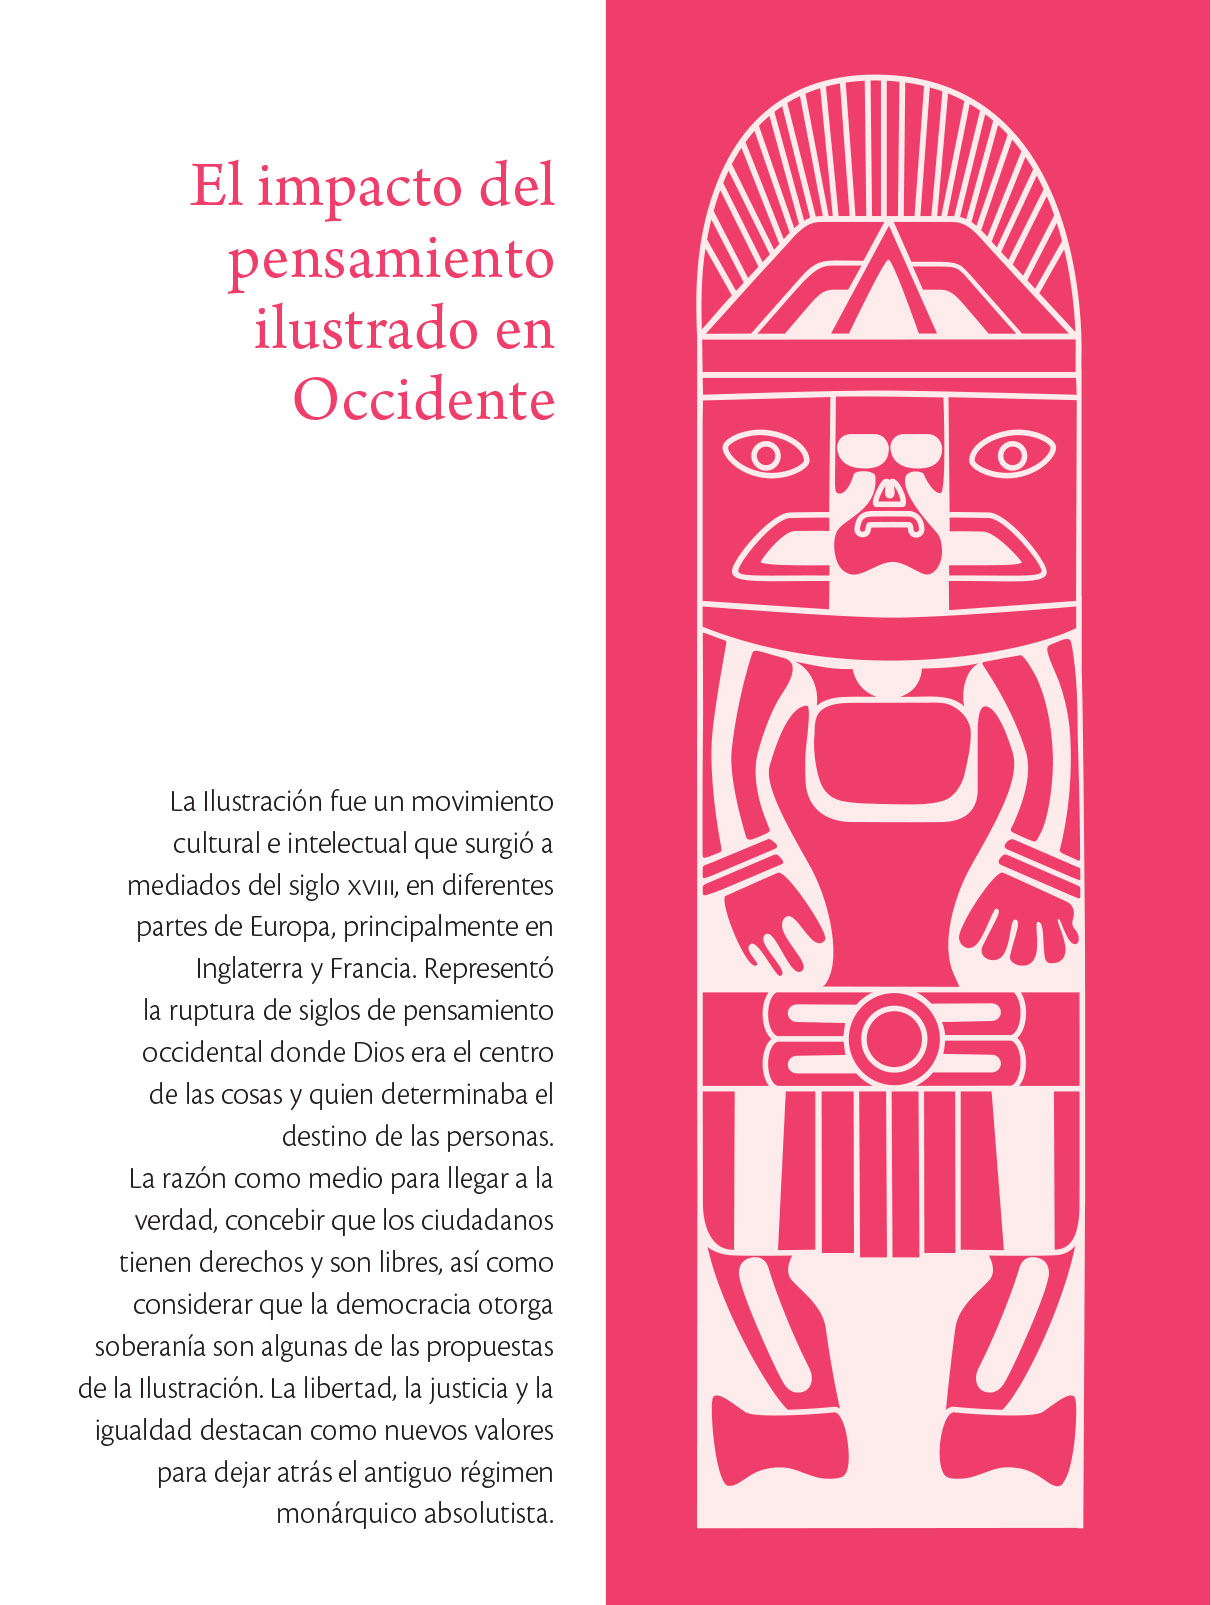 El impacto del
pensamiento
ilustrado en
Occidente
La Ilustración fue un movimiento
cultural e intelectual que surgió a
mediados del siglo XVIII, en diferentes
partes de Europa, principalmente en
Inglaterra y Francia. Representó
la ruptura de siglos de pensamiento
occidental donde Dios era el centro
de las cosas y quien determinaba el
destino de las personas.
La razón como medio para llegar a la
verdad, concebir que los ciudadanos
tienen derechos y son libres, así como
considerar que la democracia otorga
soberanía son algunas de las propuestas
de la Ilustración. La libertad, la justicia y la
igualdad destacan como nuevos valores
para dejar atrás el antiguo régimen
monárquico absolutista.